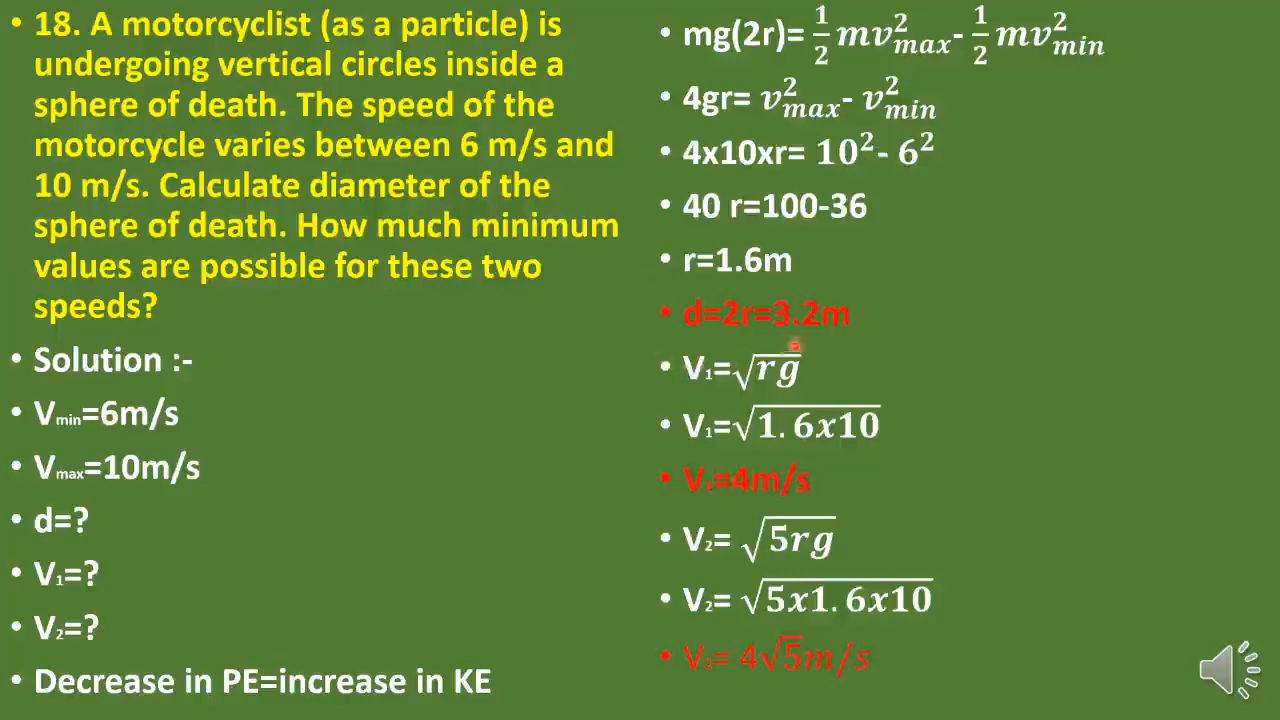 • 18. A motorcyclist (as a particle) is
undergoing vertical circles inside a
sphere of death. The speed of the
motorcycle varies between 6 m/s and
10 m/s. Calculate diameter of the
sphere of death. How much minimum
values are possible for these two
speeds?
• Solution :-
• Vmin=6m/s
• Vmax=10m/s
• d=?
• V₁=?
• V₂=?
• Decrease in PE=increase in KE
• mg(2r)= 1/2 mv²max- 1/2 mv²min
• 4gr= v²max- v²min
• 4x10xr= 10²- 6²
• 40 r=100-36
• r=1.6m
• d=2r=3.2m
• V₁=√rg
• V₁=√1.6x10
• V₁=4m/s
• V₂= √5rg
• V₂= √5x1.6x10
• V₂= 4√5m/s